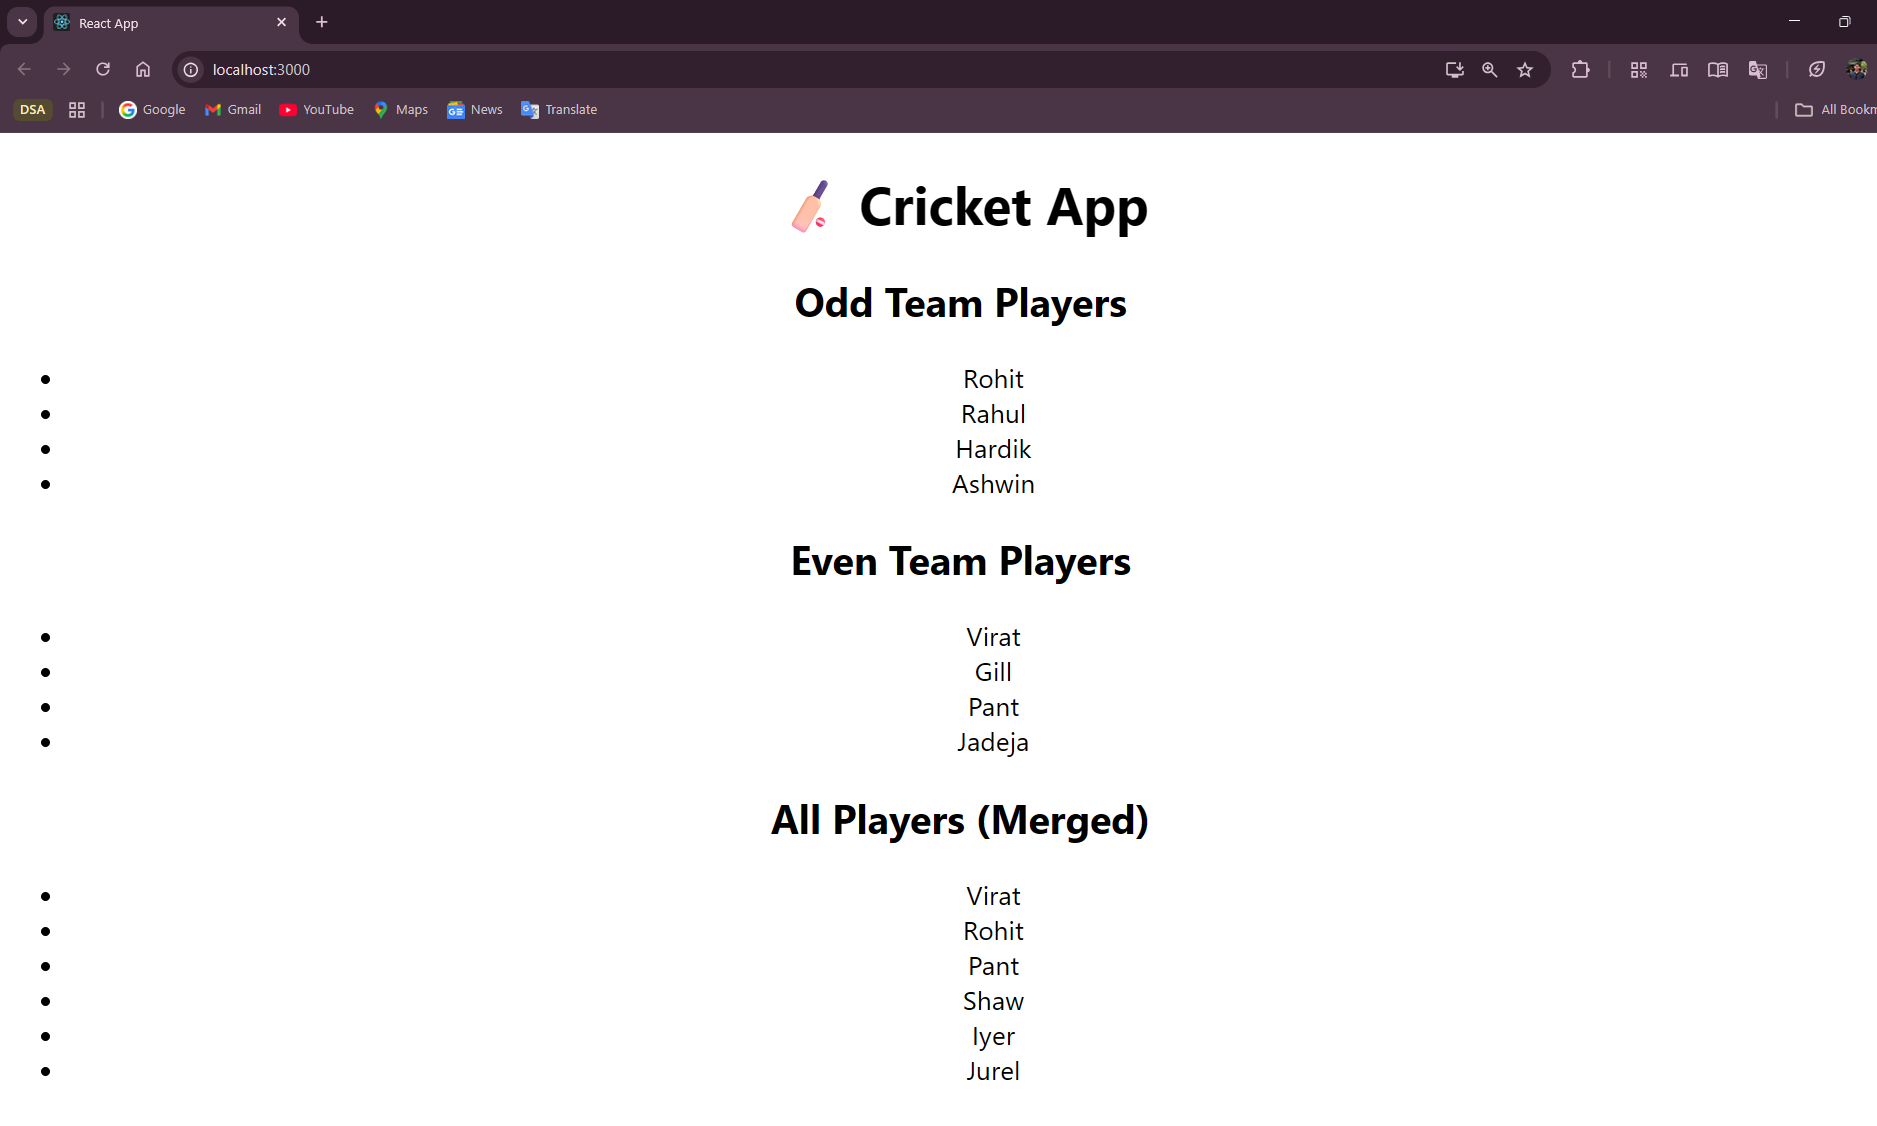 React App
localhost:3000
DSA
Google
Gmail
YouTube
Maps
News
Translate
All Bookm
Cricket App
Odd Team Players
Rohit
Rahul
Hardik
Ashwin
Even Team Players
Virat
Gill
Pant
Jadeja
All Players (Merged)
Virat
Rohit
Pant
Shaw
Iyer
Jurel